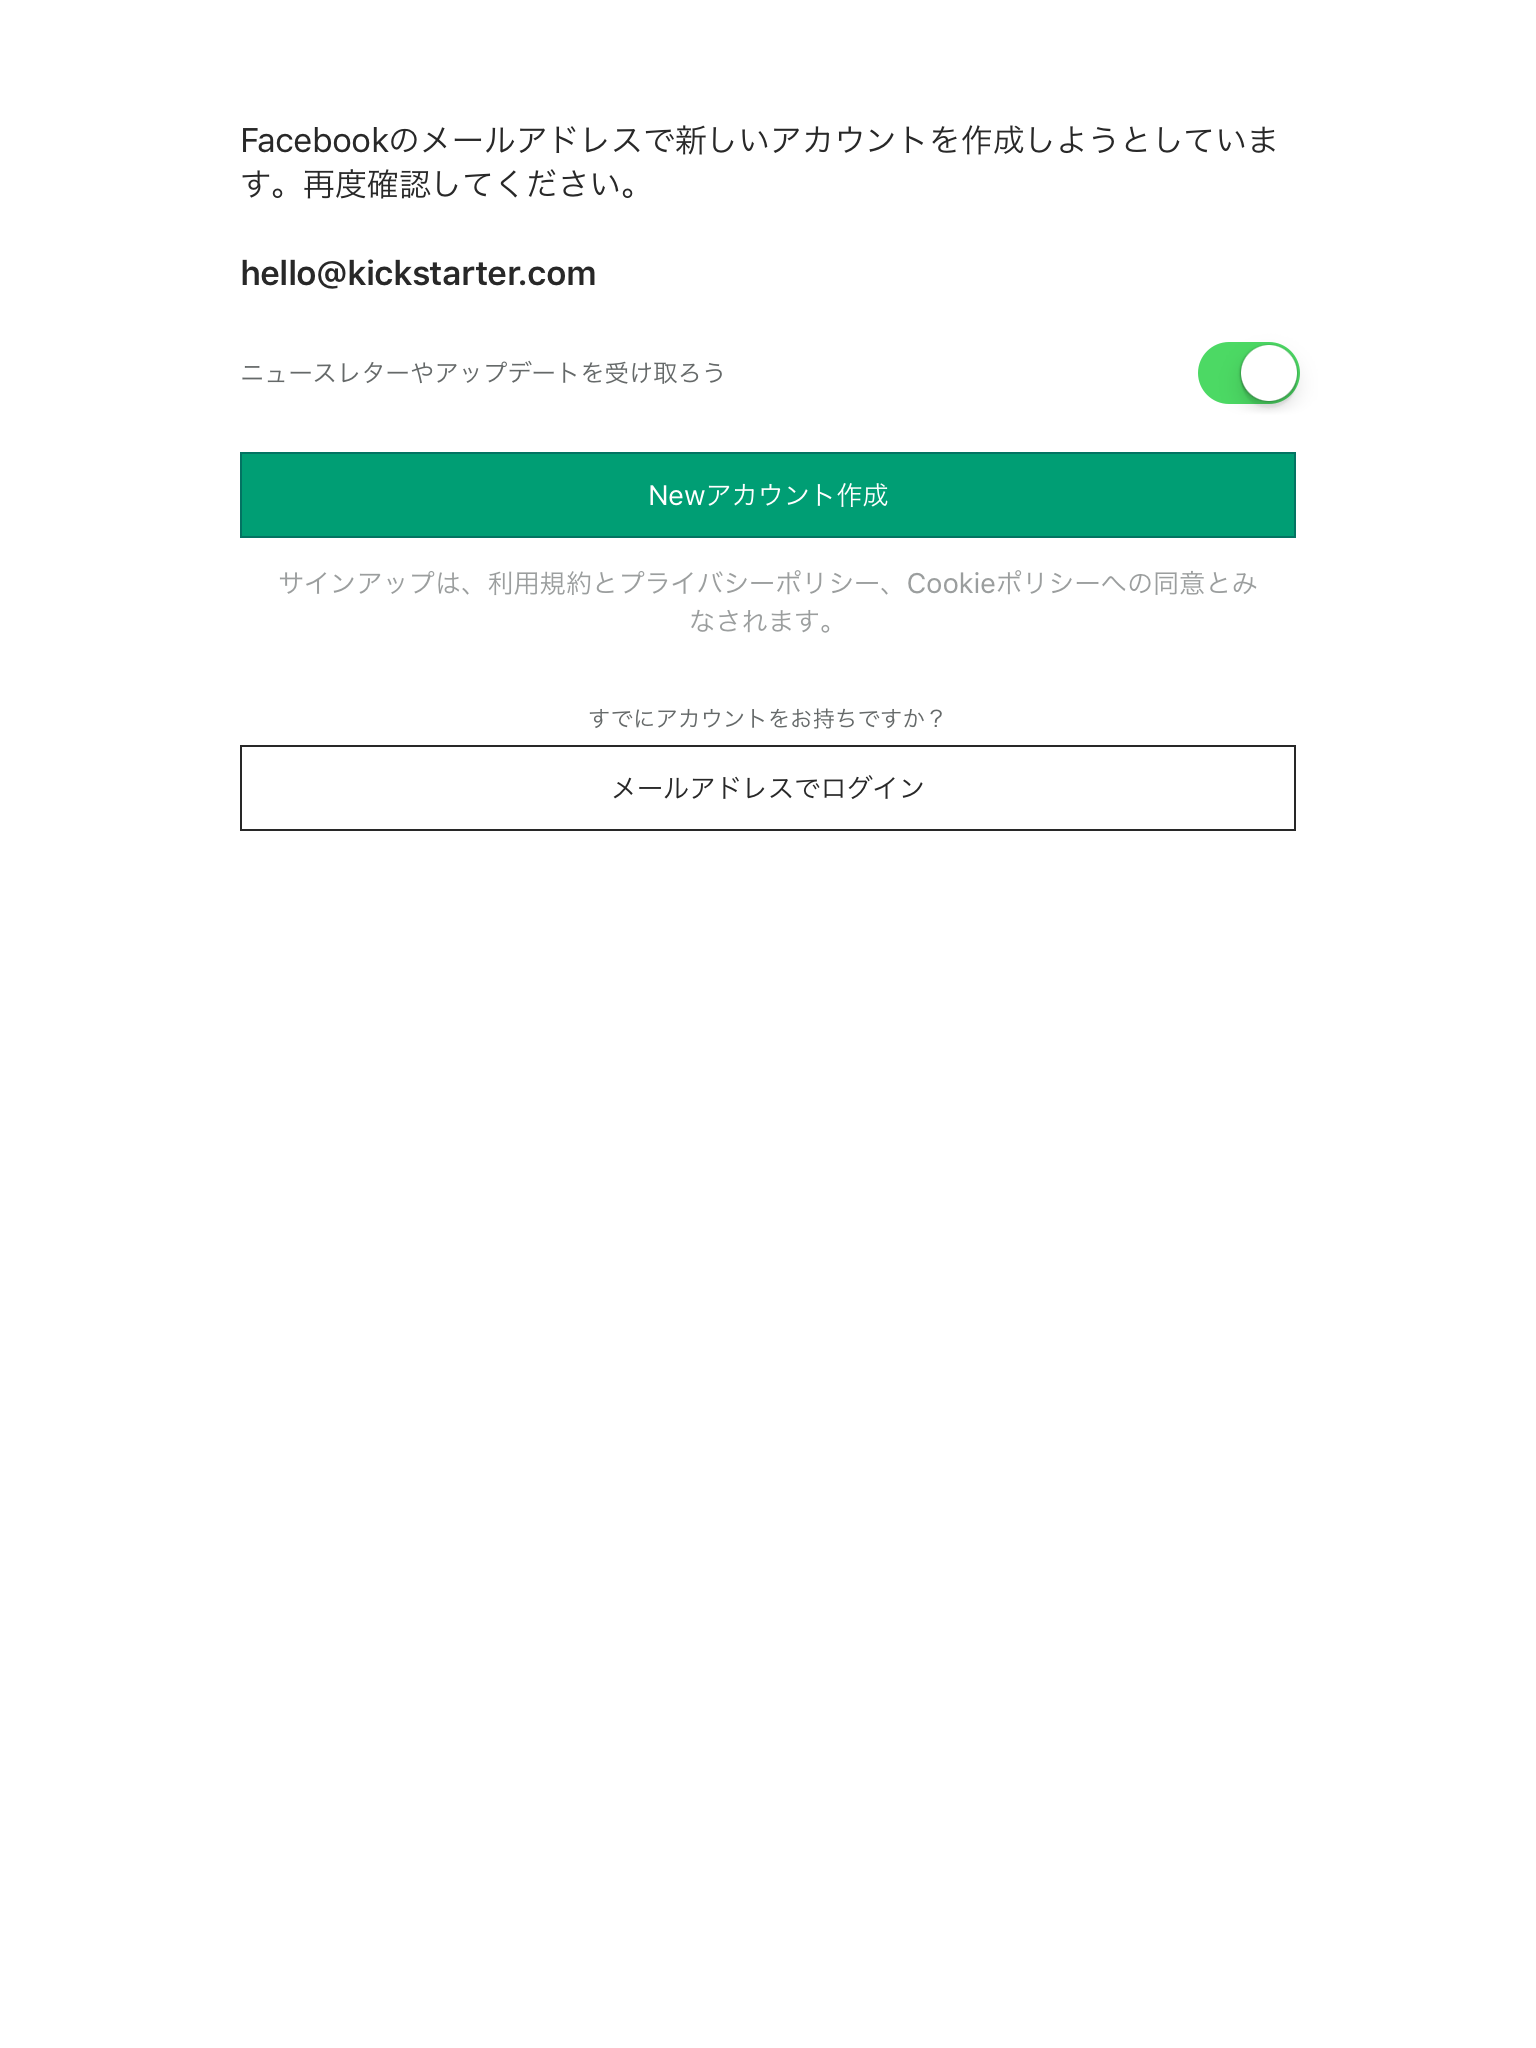 Facebookのメールアドレスで新しいアカウントを作成しようとしていま
す。再度確認してください。
hello@kickstarter.com
ニュースレターやアップデートを受け取ろう
Newアカウント作成
サインアップは、利用規約とプライバシーポリシー、Cookieポリシーへの同意とみ
なされます。
すでにアカウントをお持ちですか？
メールアドレスでログイン